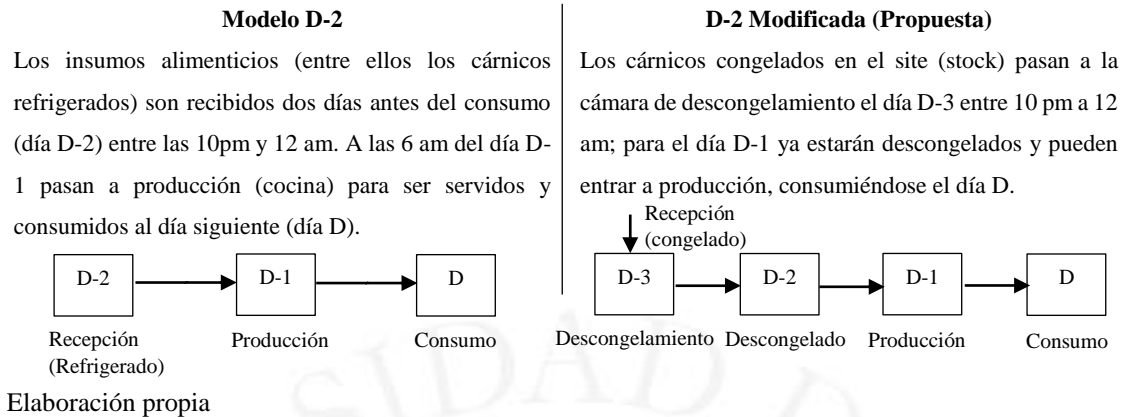 Modelo D-2
Los insumos alimenticios (entre ellos los cárnicos
refrigerados) son recibidos dos días antes del consumo
(día D-2) entre las 10pm y 12 am. A las 6 am del día D-
1 pasan a producción (cocina) para ser servidos y
consumidos al día siguiente (día D).
D-2
D-1
D
Recepción
(Refrigerado)
Producción
Consumo
D-2 Modificada (Propuesta)
Los cárnicos congelados en el site (stock) pasan a la
cámara de descongelamiento el día D-3 entre 10 pm a 12
am; para el día D-1 ya estarán descongelados y pueden
entrar a producción, consumiéndose el día D.
Recepción
(congelado)
D-3
D-2
D-1
D
Descongelamiento
Descongelado
Producción
Consumo
Elaboración propia